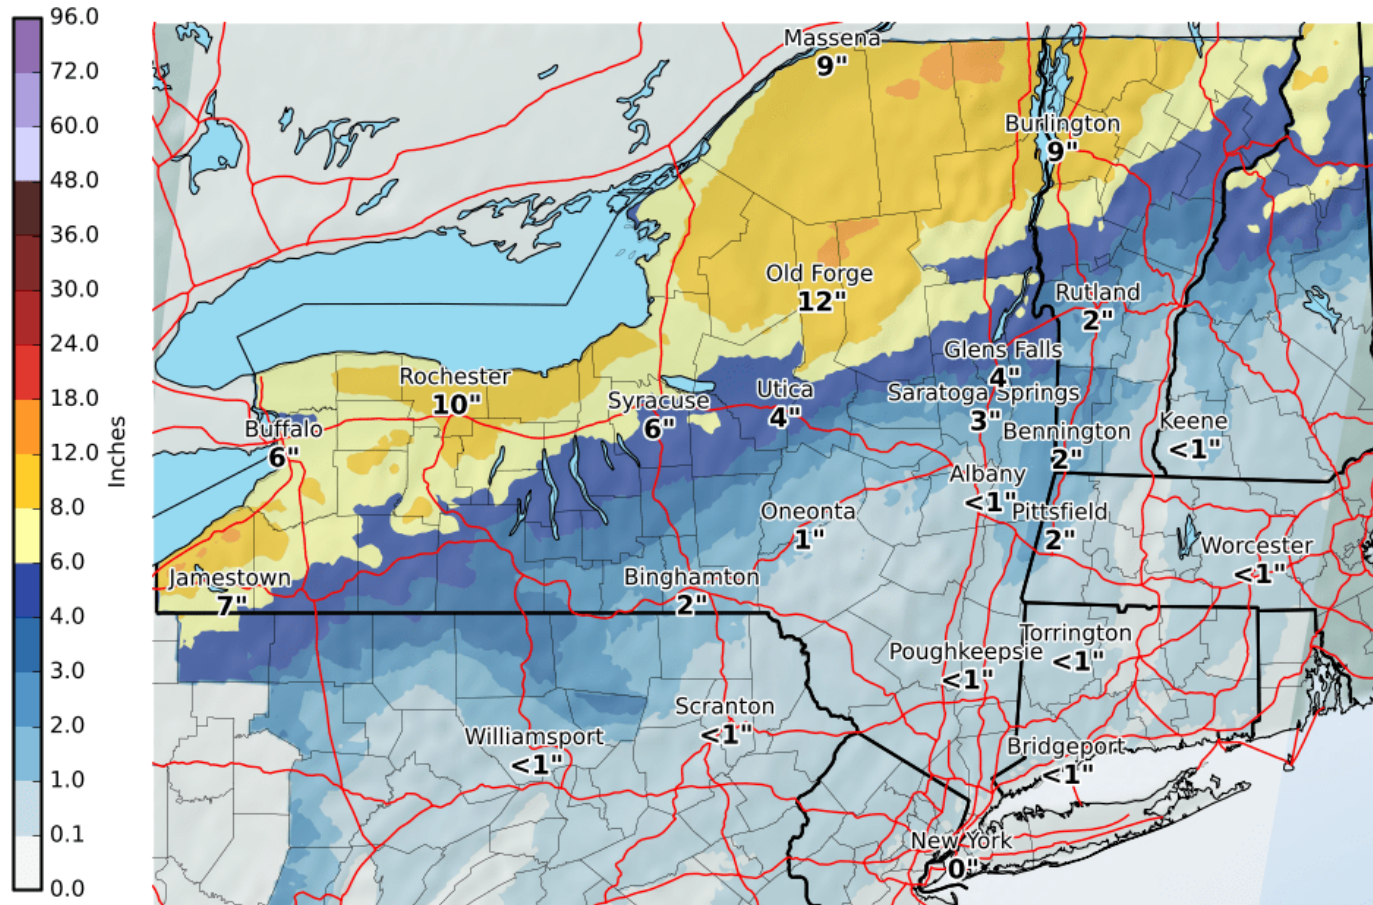 96.0
72.0
60.0
48.0
36.0
30.0
24.0
18.0
12.0
8.0
6.0
4.0
3.0
2.0
1.0
0.1
0.0
Inches
Massena
9"
Burlington
9"
Old Forge
12"
Rutland
2"
Glens Falls
4"
Rochester
10"
Syracuse
6"
Utica
4"
Saratoga Springs
3"
Buffalo
6"
Bennington
2"
Keene
<1"
Albany
<1"
Oneonta
1"
Pittsfield
2"
Worcester
<1"
Jamestown
7"
Binghamton
2"
Poughkeepsie
<1"
Torrington
<1"
Scranton
<1"
Williamsport
<1"
Bridgeport
<1"
New York
0"